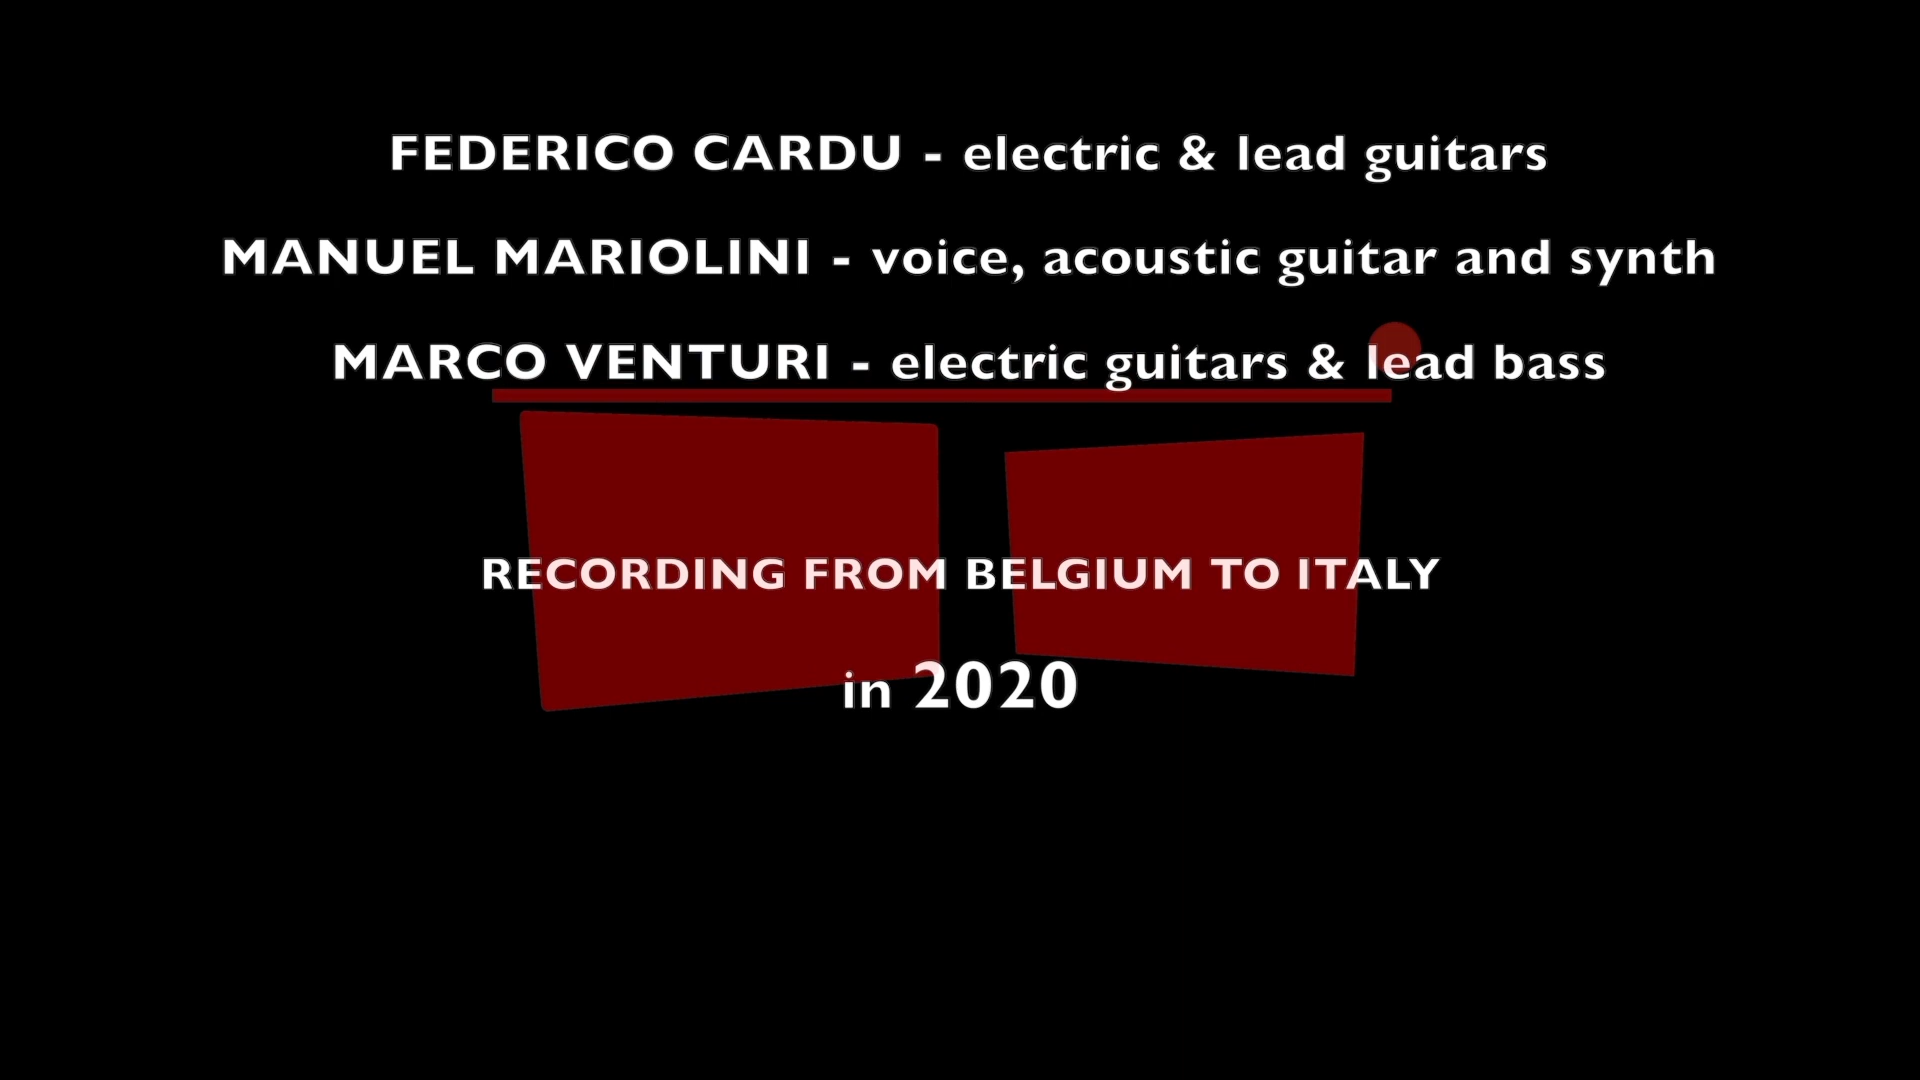 FEDERICO CARDU - electric & lead guitars
MANUEL MARIOLINI - voice, acoustic guitar and synth
MARCO VENTURI - electric guitars & lead bass
RECORDING FROM BELGIUM TO ITALY
in 2020